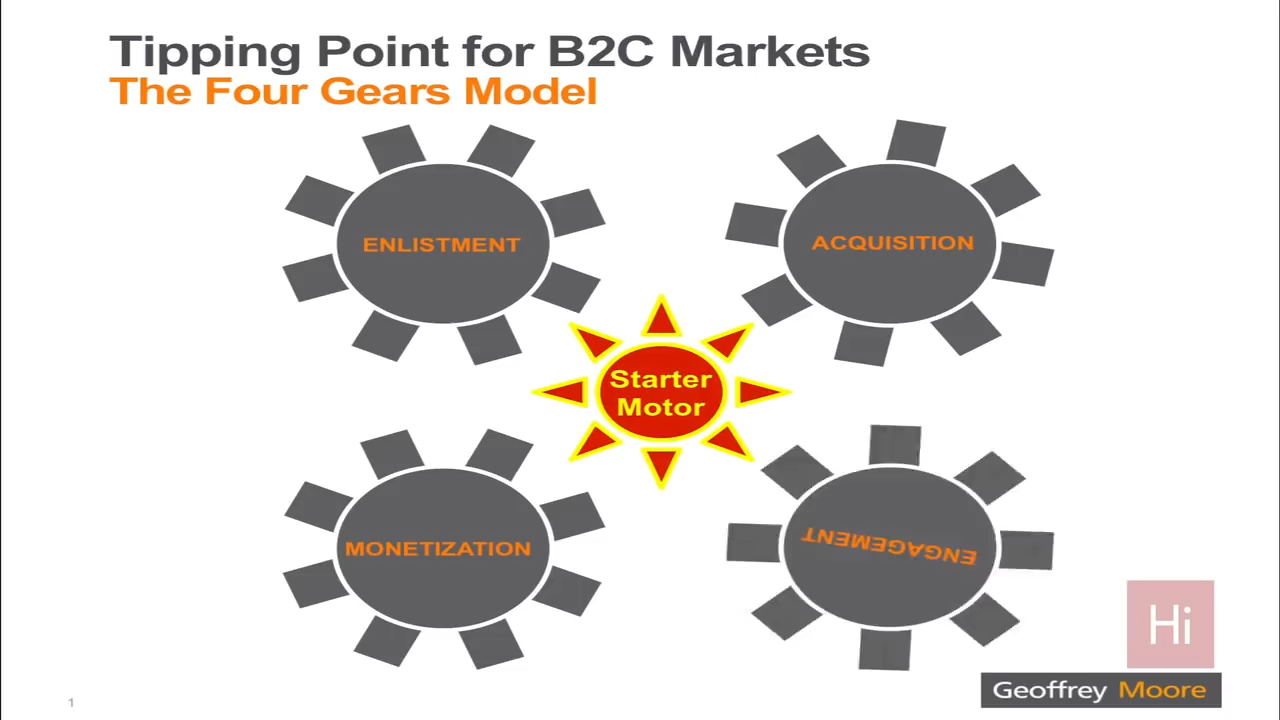 Tipping Point for B2C Markets
The Four Gears Model
ENLISTMENT
ACQUISITION
Starter
Motor
MONETIZATION
ENGAGEMENT
Hi
Geoffrey Moore
1